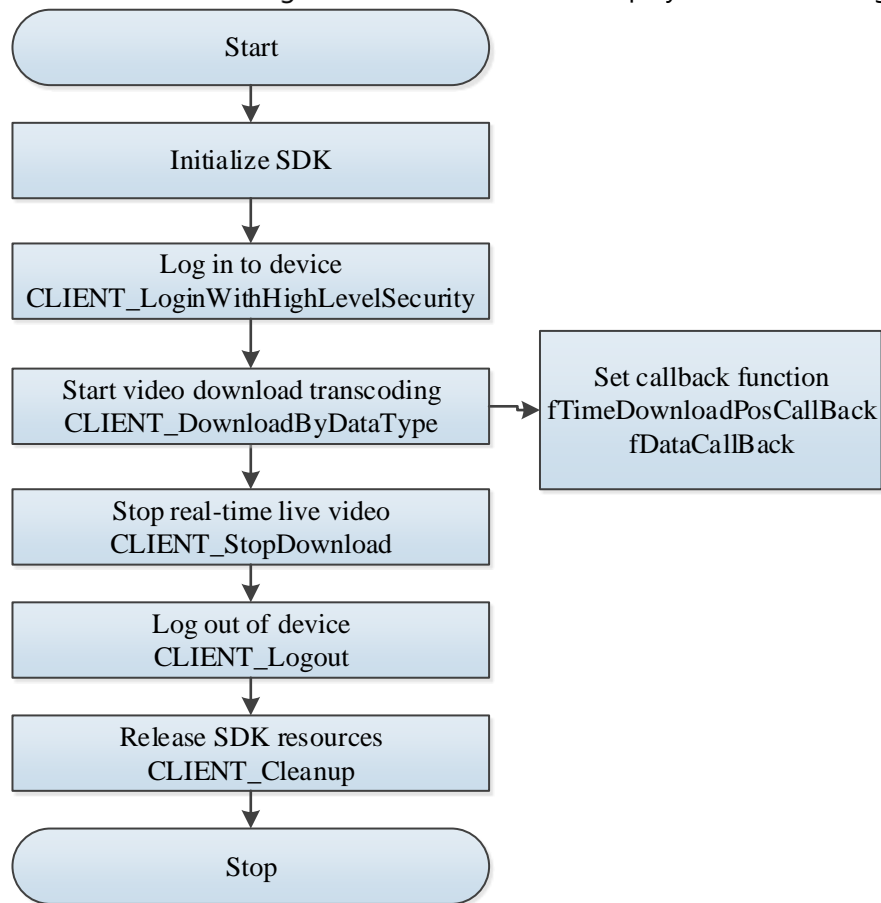 Start
Initialize SDK
Log in to device
CLIENT_LoginWithHighLevelSecurity
Start video download transcoding
CLIENT_DownloadByDataType
Set callback function
fTimeDownloadPosCallBack
fDataCallBack
Stop real-time live video
CLIENT_StopDownload
Log out of device
CLIENT_Logout
Release SDK resources
CLIENT_Cleanup
Stop